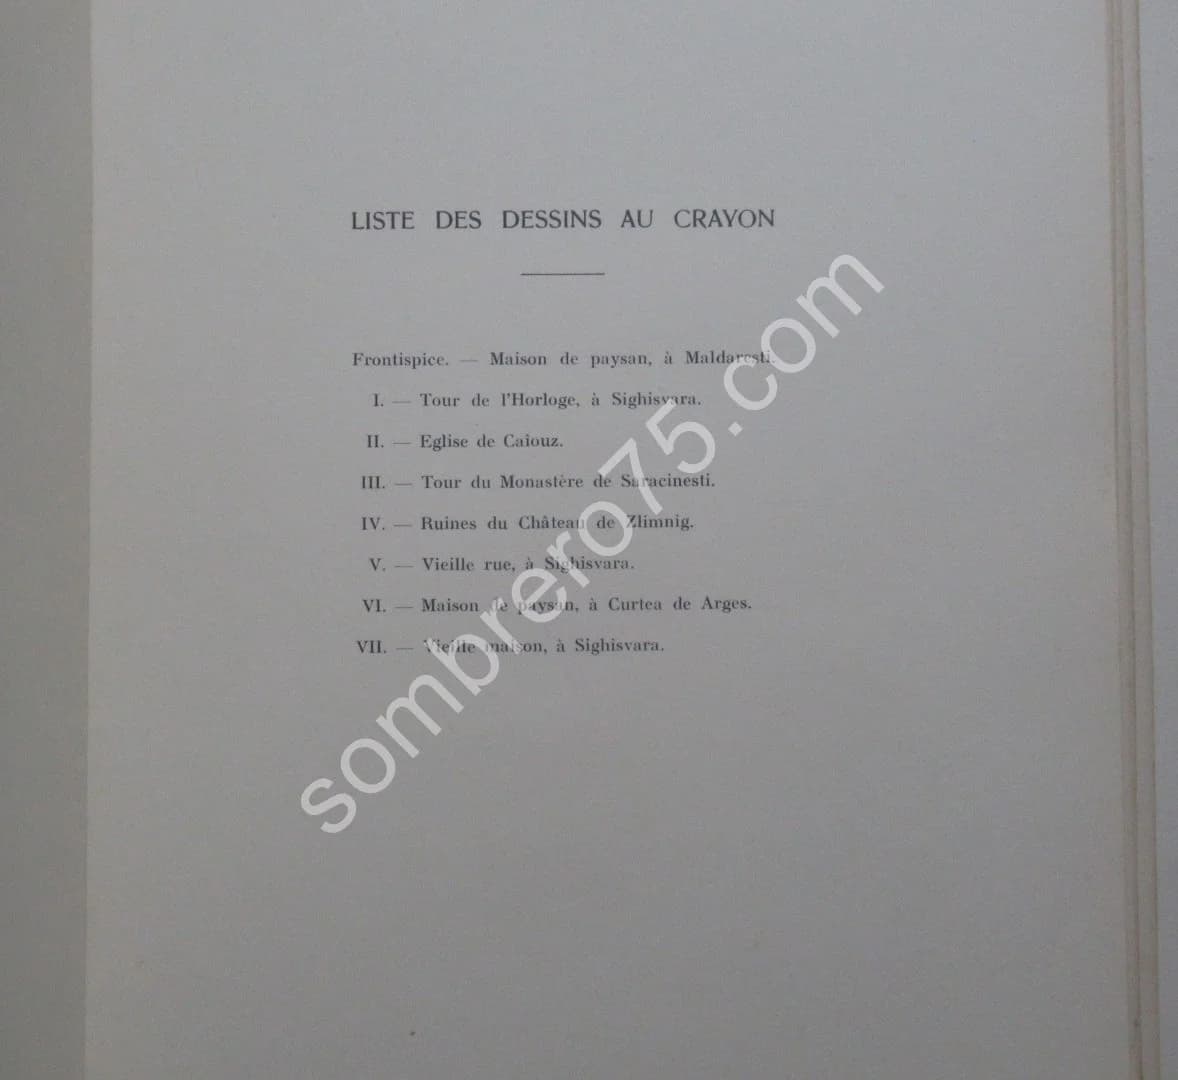 LISTE DES DESSINS AU CRAYON
Frontispice. — Maison de paysan, à Maldaresti.
I. — Tour de l'Horloge, à Sighisvara.
II. — Eglise de Caïouz.
III. — Tour du Monastère de Saracinesti.
IV. — Ruines du Château de Zlimnig.
V. — Vieille rue, à Sighisvara.
VI. — Maison de paysan, à Curtea de Arges.
VII. — Vieille maison, à Sighisvara.
sombrero75.com